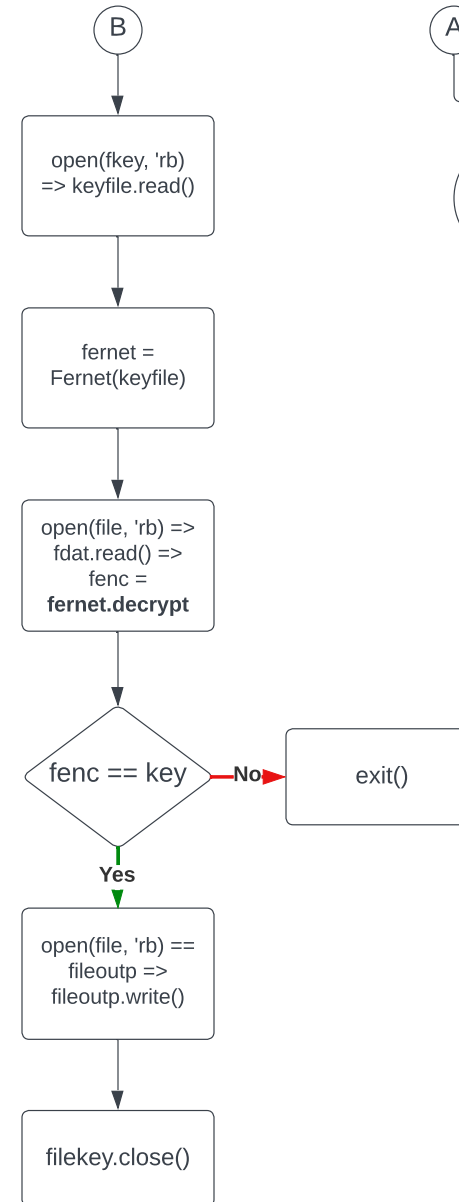 B
A
open(fkey, 'rb)
=> keyfile.read()
fernet =
Fernet(keyfile)
open(file, 'rb) =>
fdat.read() =>
fenc =
fernet.decrypt
fenc == key
No
exit()
Yes
open(file, 'rb) ==
fileoutp =>
fileoutp.write()
filekey.close()